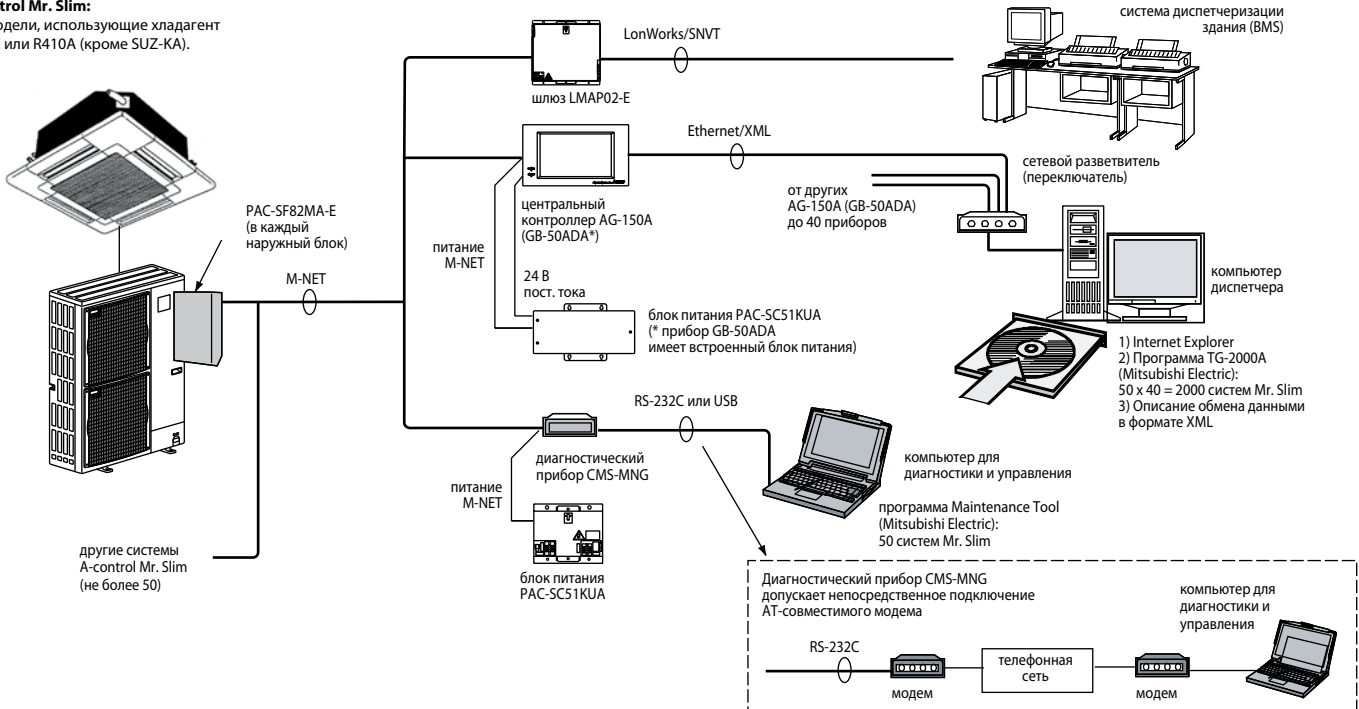 ntrol Mr. Slim:
модели, использующие хладагент
или R410A (кроме SUZ-KA).
PAC-SF82MA-E
(в каждый
наружный блок)
M-NET
другие системы
A-control Mr. Slim
(не более 50)
LonWorks/SNVT
шлюз LMAP02-E
система диспетчеризации
здания (BMS)
Ethernet/XML
центральный
контроллер AG-150A
(GB-50ADA*)
питание
M-NET
24 В
пост. тока
блок питания PAC-SC51KUA
(* прибор GB-50ADA
имеет встроенный блок питания)
от других
AG-150A (GB-50ADA)
до 40 приборов
сетевой разветвитель
(переключатель)
компьютер
диспетчера
1) Internet Explorer
2) Программа TG-2000A
(Mitsubishi Electric):
50 x 40 = 2000 систем Mr. Slim
3) Описание обмена данными
в формате XML
RS-232C или USB
диагностический
прибор CMS-MNG
питание
M-NET
блок питания
PAC-SC51KUA
компьютер для
диагностики и управления
программа Maintenance Tool
(Mitsubishi Electric):
50 систем Mr. Slim
Диагностический прибор CMS-MNG
допускает непосредственное подключение
АТ-совместимого модема
RS-232C
модем
телефонная
сеть
модем
компьютер для
диагностики и
управления